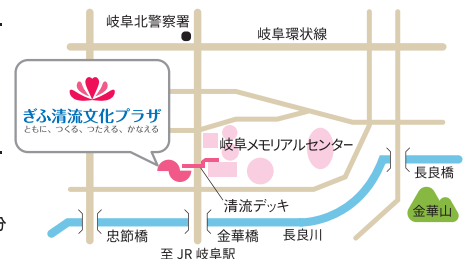 岐阜北警察署
岐阜環状線
ぎふ清流文化プラザ
ともに、つくる、つたえる、かなえる
岐阜メモリアルセンター
長良橋
清流デッキ
金華山
分
忠節橋
金華橋
長良川
至 JR 岐阜駅